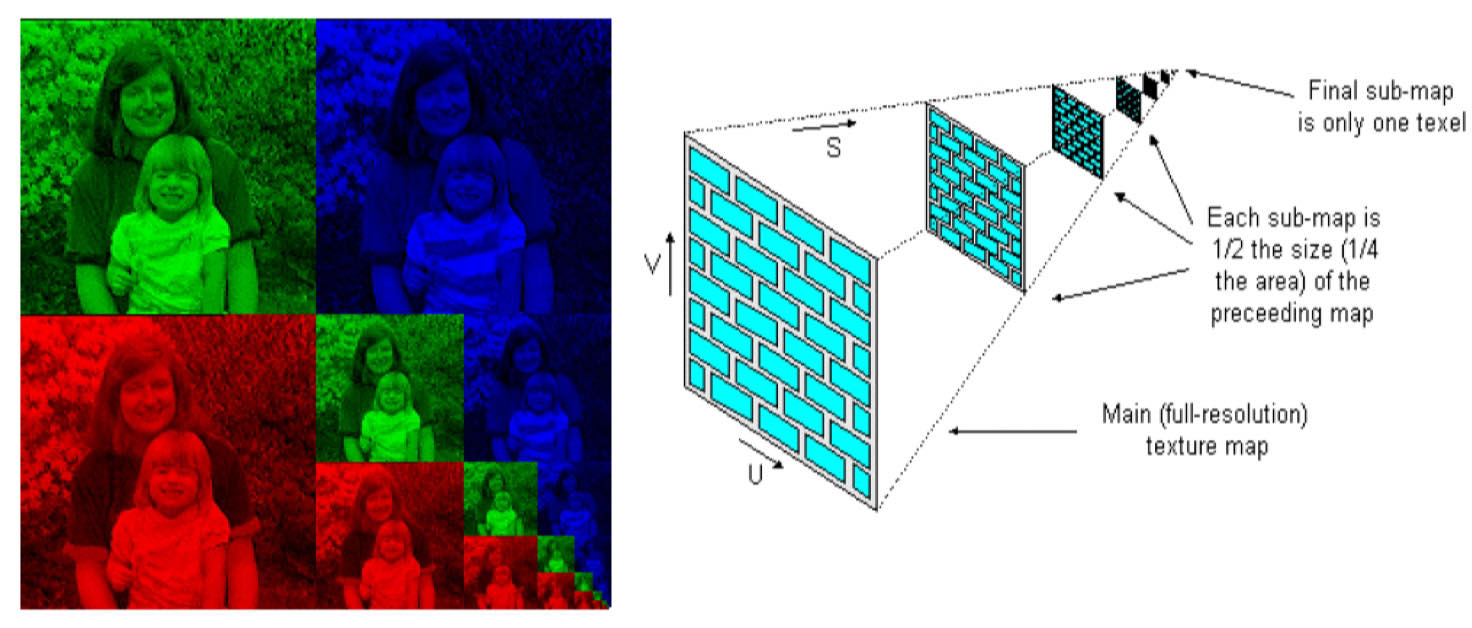 Final sub-map
is only one texel
S
Each sub-map is
1/2 the size (1/4
the area) of the
preceeding map
V
Main (full-resolution)
texture map
U